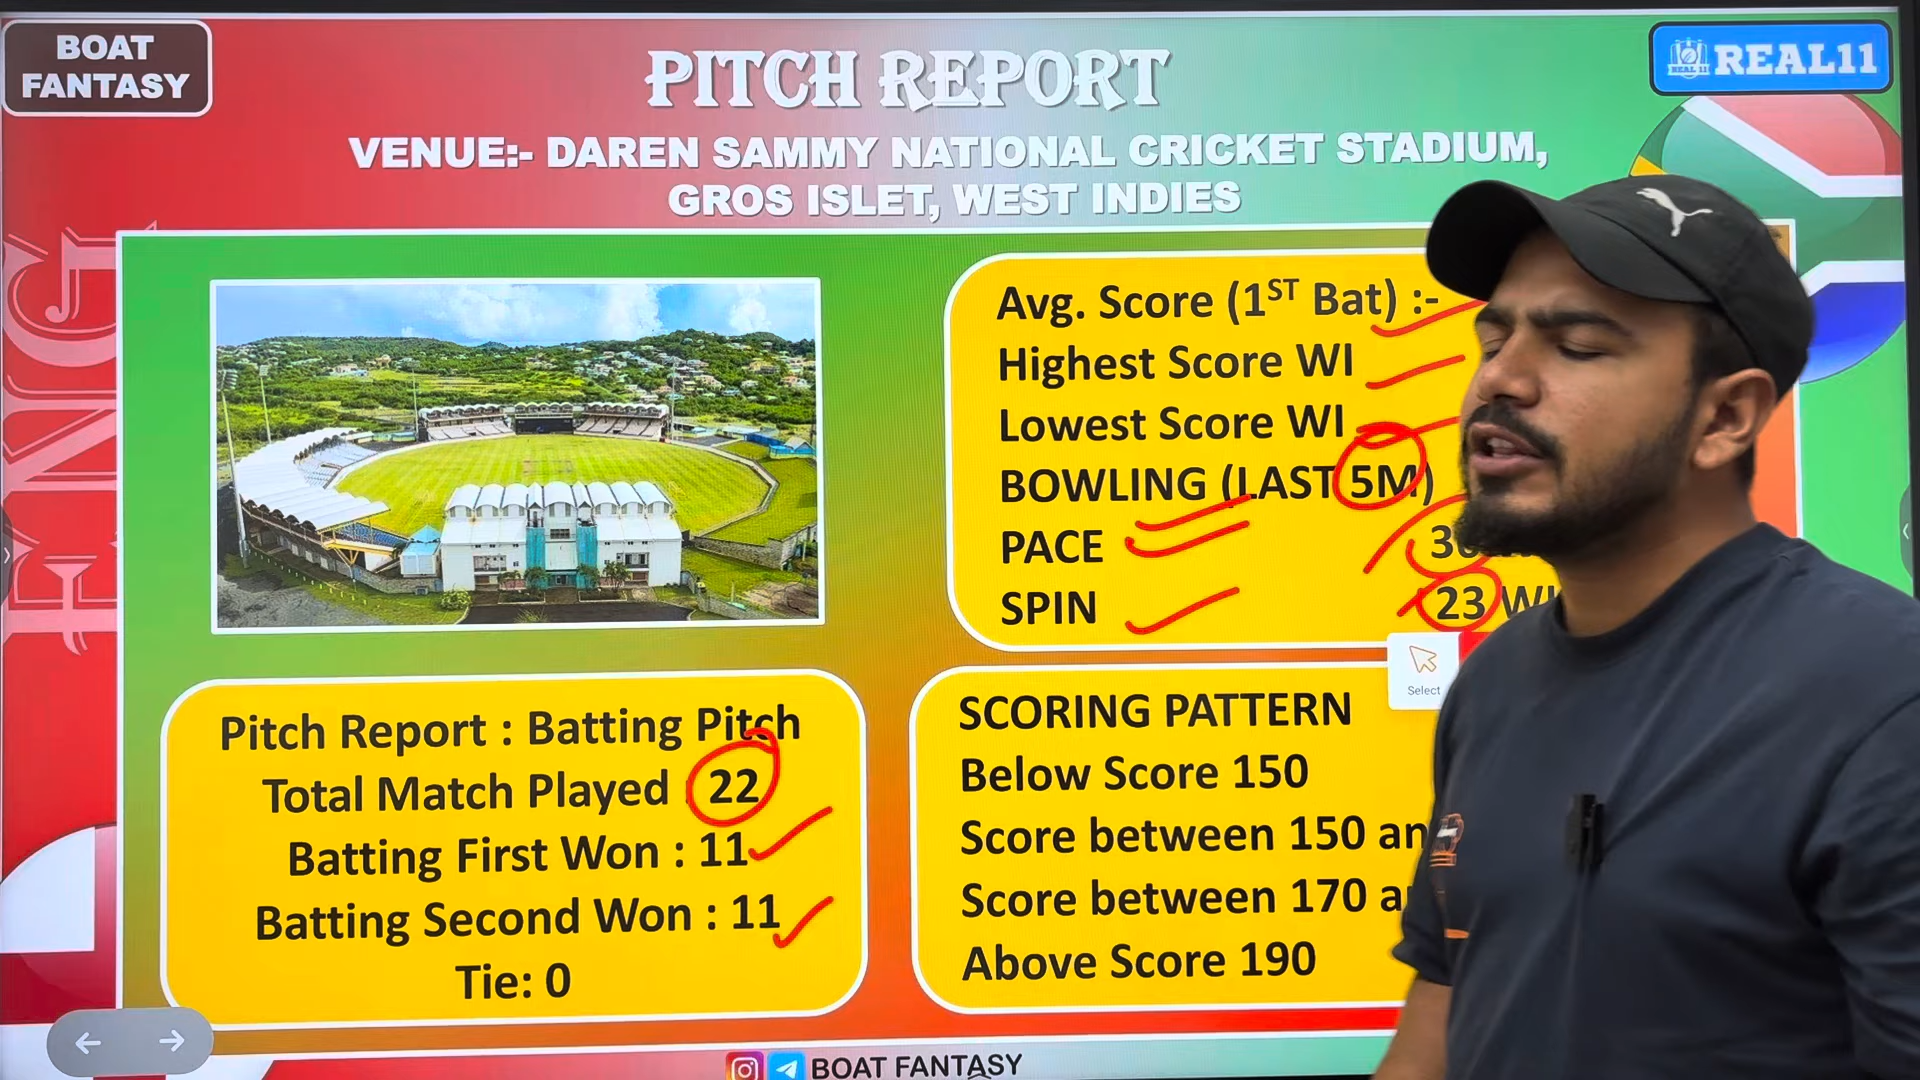 BOAT
FANTASY
PITCH REPORT
REAL 11
REAL11
VENUE:- DAREN SAMMY NATIONAL CRICKET STADIUM,
GROS ISLET, WEST INDIES
ENG
Avg. Score (1ST Bat) :-
Highest Score WI
Lowest Score WI
BOWLING (LAST 5M)
PACE
SPIN 23
Select
Pitch Report : Batting Pitch
Total Match Played 22
Batting First Won : 11
Batting Second Won : 11
Tie: 0
SCORING PATTERN
Below Score 150
Score between 150
Score between 170
Above Score 190
BOAT FANTASY